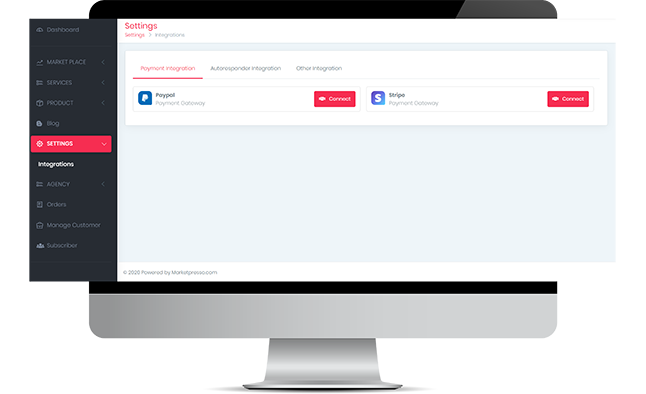 Dashboard
MARKET PLACE
SERVICES
PRODUCT
Blog
SETTINGS
Integrations
AGENCY
Orders
Manage Customer
Subscriber
Settings
Settings > Integrations
Payment integration Autoresponder Integration Other Integration
Paypal
Payment Gateway
Connect
Stripe
Payment Gateway
Connect
© 2020 Powered by Marketpresso.com